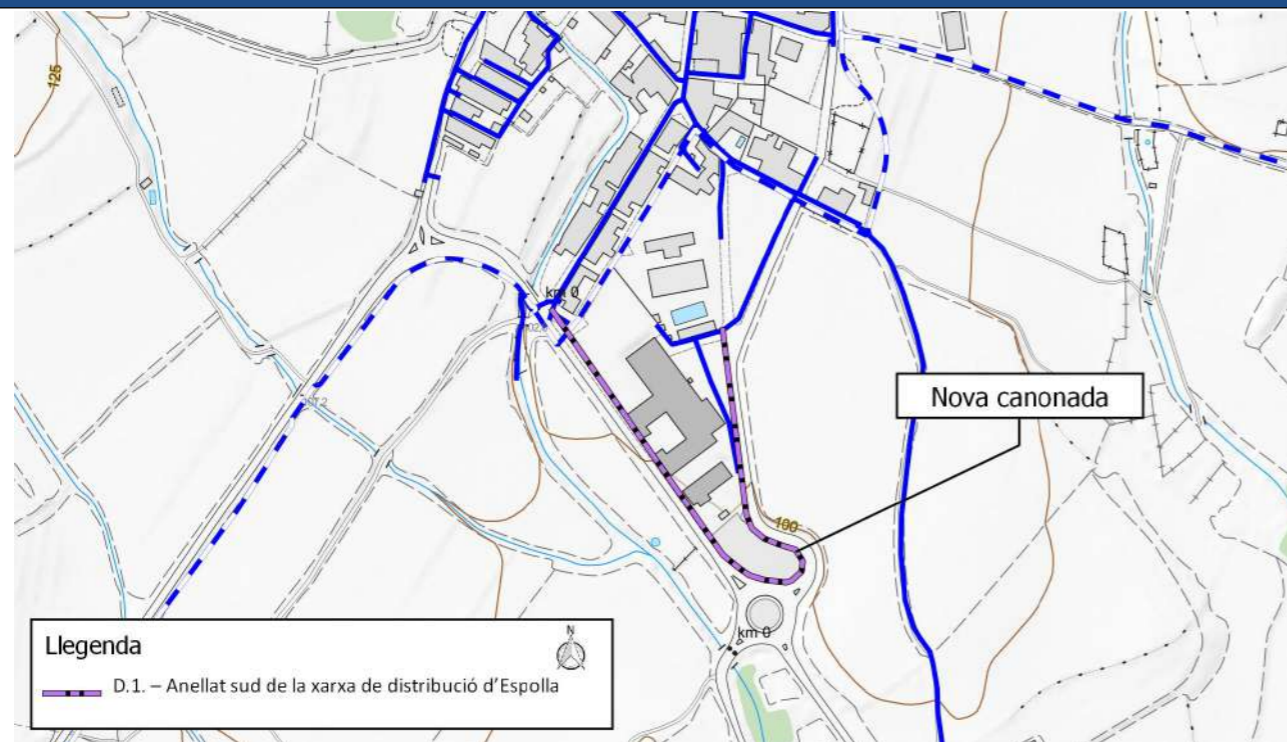 125
km 0
Nova canonada
100
km 0
Llegenda
N
D.1. – Anellat sud de la xarxa de distribució d'Espolla